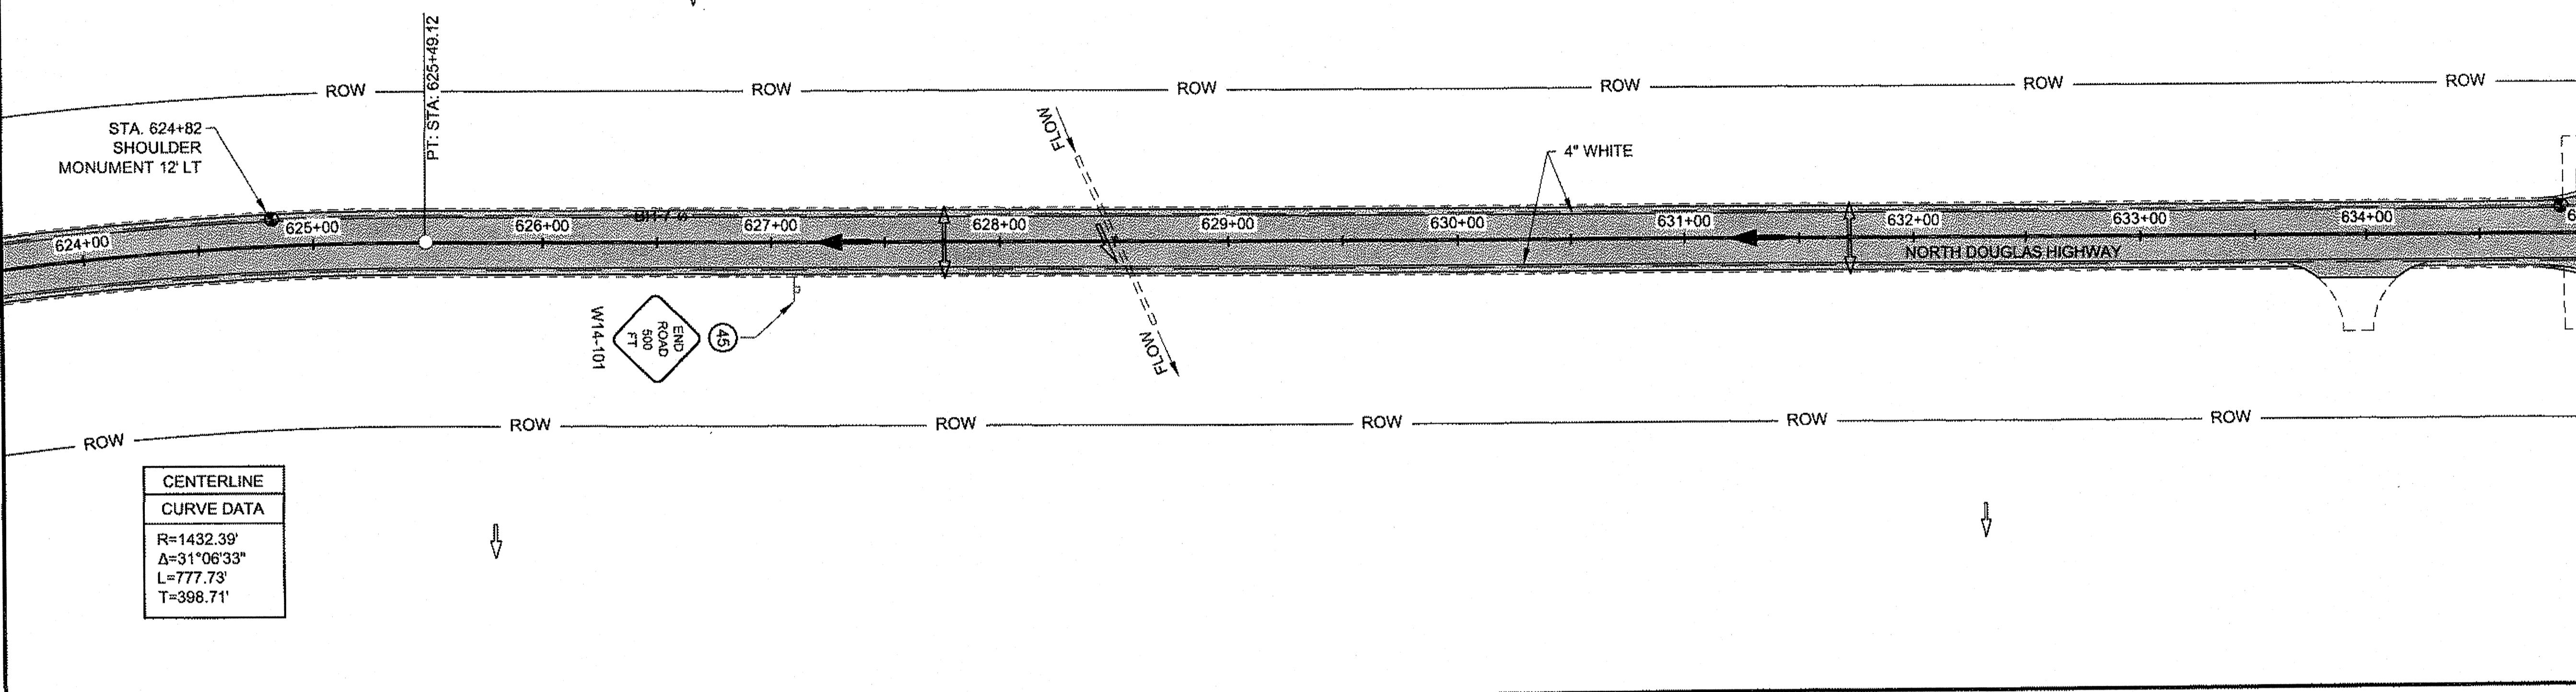 PT: STA: 625+49.12
ROW
ROW
ROW
ROW
ROW
ROW
STA. 624+82
SHOULDER
MONUMENT 12' LT
FLOW
4" WHITE
624+00
625+00
626+00
627+00
628+00
629+00
630+00
631+00
632+00
633+00
634+00
NORTH DOUGLAS HIGHWAY
W14-101
END
ROAD
500
FT
45
FLOW
ROW
ROW
ROW
ROW
ROW
ROW
CENTERLINE
CURVE DATA
R=1432.39'
Δ=31°06'33"
L=777.73'
T=398.71'